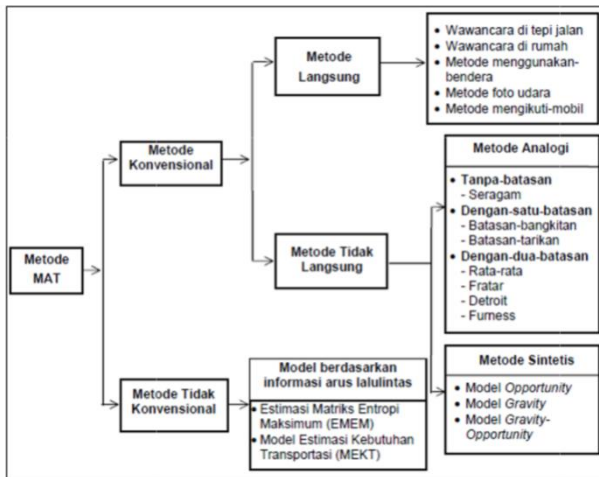 Metode
MAT
Metode
Konvensional
Metode
Langsung
• Wawancara di tepi jalan
• Wawancara di rumah
• Metode menggunakan-
bendera
• Metode foto udara
• Metode mengikuti-mobil
Metode Tidak
Langsung
Metode Analogi
• Tanpa-batasan
- Seragam
• Dengan-satu-batasan
- Batasan-bangkitan
- Batasan-tarikan
• Dengan-dua-batasan
- Rata-rata
- Fratar
- Detroit
- Furness
Metode Sintetis
• Model Opportunity
• Model Gravity
• Model Gravity-
Opportunity
Metode Tidak
Konvensional
Model berdasarkan
informasi arus lalulintas
• Estimasi Matriks Entropi
Maksimum (EMEM)
• Model Estimasi Kebutuhan
Transportasi (MEKT)